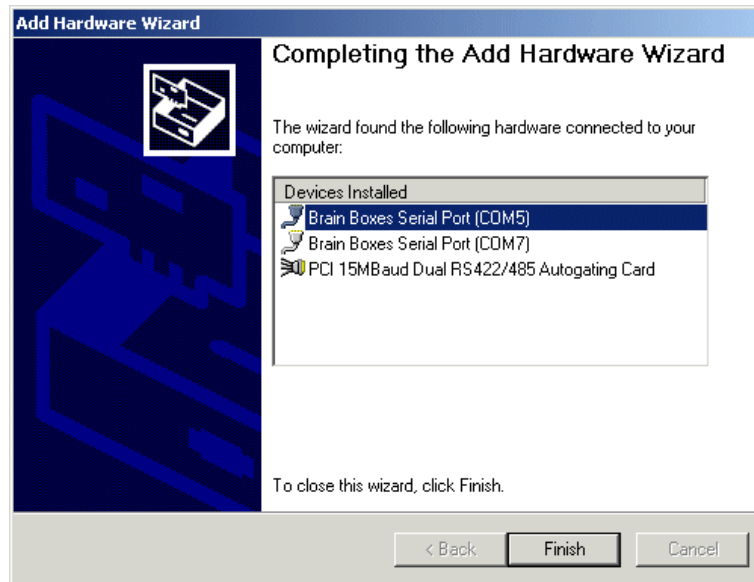 Add Hardware Wizard
Completing the Add Hardware Wizard
The wizard found the following hardware connected to your
computer:
Devices Installed
Brain Boxes Serial Port (COM5)
Brain Boxes Serial Port (COM7)
PCI 15MBaud Dual RS422/485 Autogating Card
To close this wizard, click Finish.
< Back
Finish
Cancel